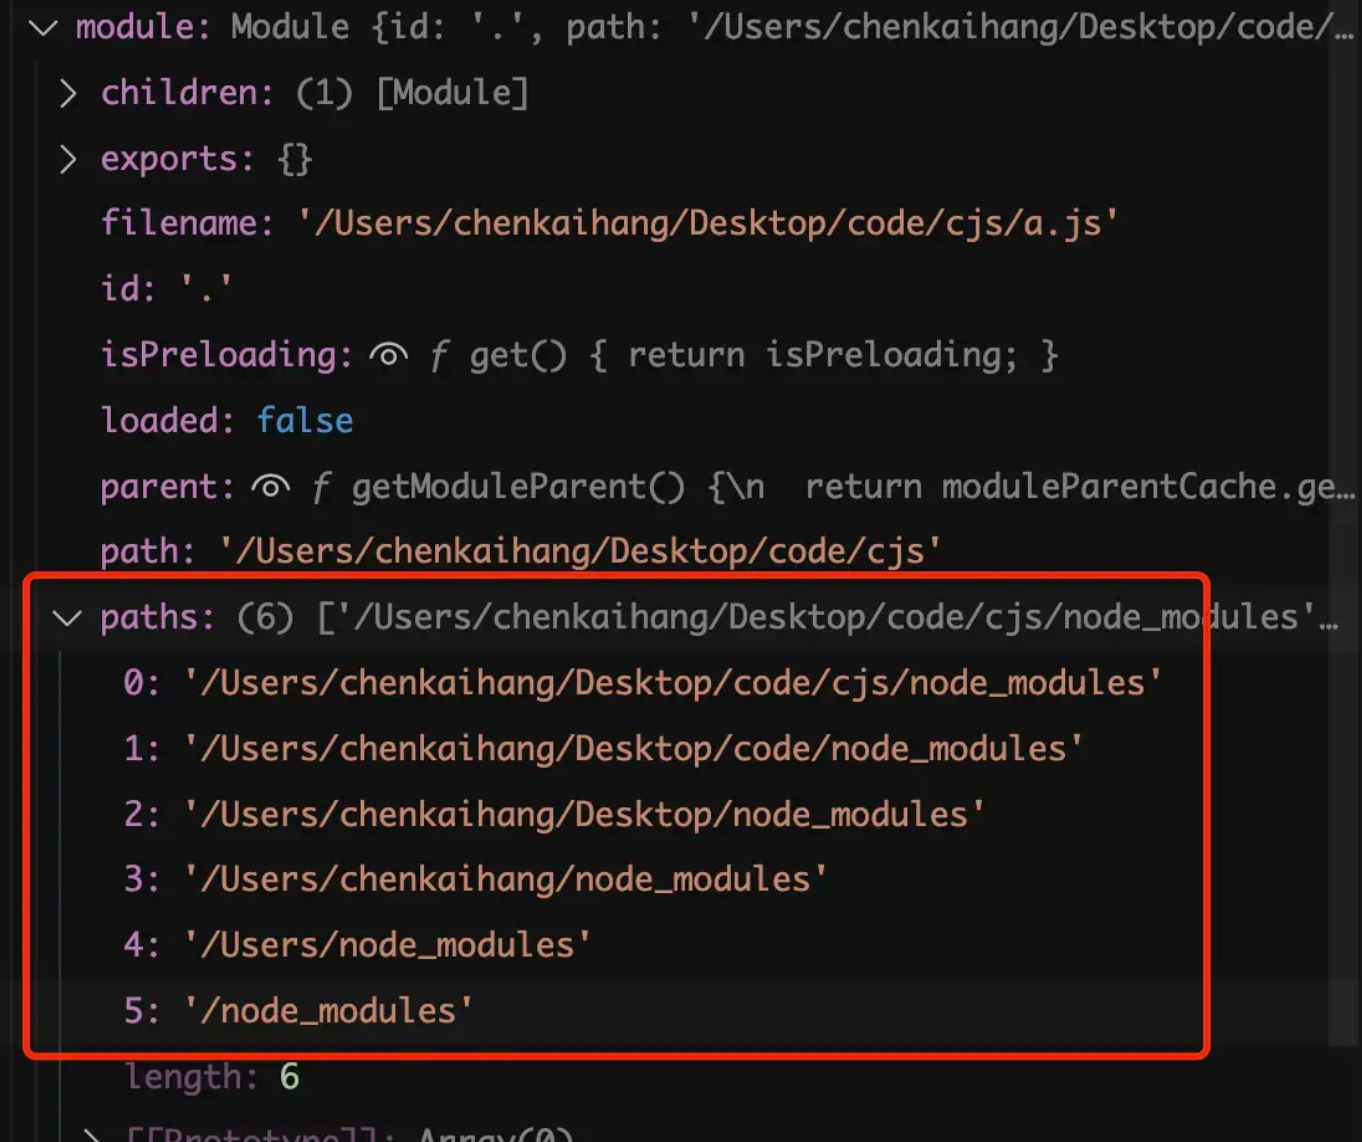 module: Module {id: '.', path: '/Users/chenkaihang/Desktop/code/…
children: (1) [Module]
exports: {}
filename: '/Users/chenkaihang/Desktop/code/cjs/a.js'
id: '.'
isPreloading: ƒ get() { return isPreloading; }
loaded: false
parent: ƒ getModuleParent() {\n  return moduleParentCache.ge…
path: '/Users/chenkaihang/Desktop/code/cjs'
paths: (6) ['/Users/chenkaihang/Desktop/code/cjs/node_modules'…
0: '/Users/chenkaihang/Desktop/code/cjs/node_modules'
1: '/Users/chenkaihang/Desktop/code/node_modules'
2: '/Users/chenkaihang/Desktop/node_modules'
3: '/Users/chenkaihang/node_modules'
4: '/Users/node_modules'
5: '/node_modules'
length: 6
[[Prototype]]: Array(0)